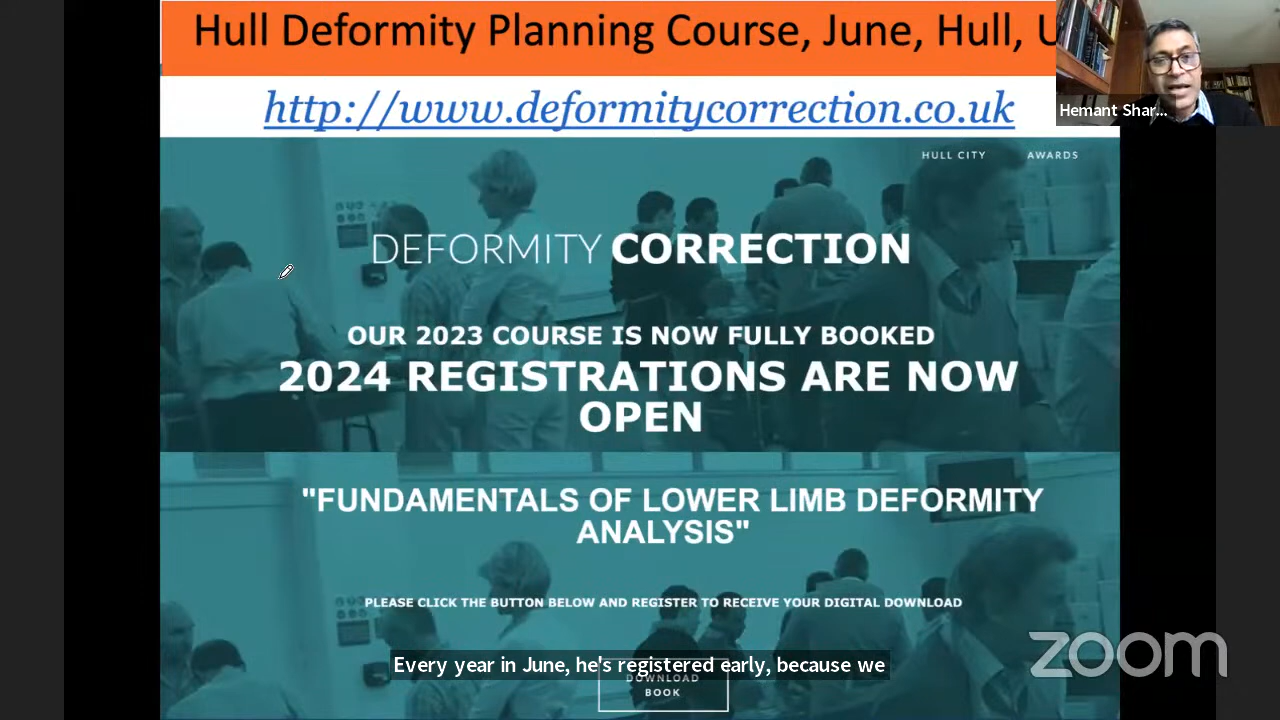 Hull Deformity Planning Course, June, Hull, U
http://www.deformitycorrection.co.uk
Hemant Shar...
HULL CITY AWARDS
DEFORMITY CORRECTION
OUR 2023 COURSE IS NOW FULLY BOOKED
2024 REGISTRATIONS ARE NOW
OPEN
"FUNDAMENTALS OF LOWER LIMB DEFORMITY
ANALYSIS"
PLEASE CLICK THE BUTTON BELOW AND REGISTER TO RECEIVE YOUR DIGITAL DOWNLOAD
zoom
Every year in June, he's registered early, because we
DOWNLOAD
BOOK